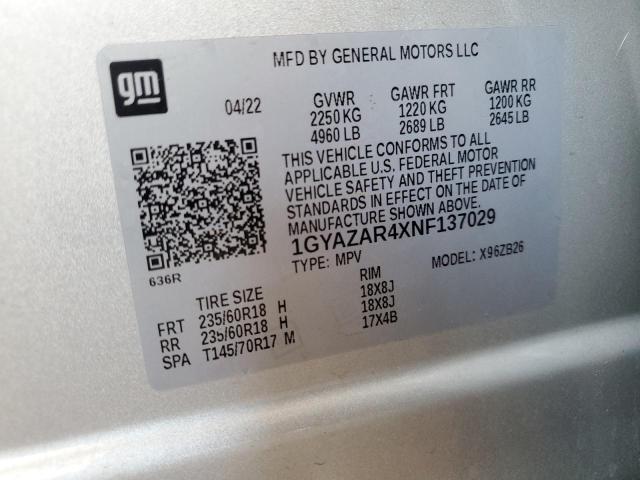 gm
MFD BY GENERAL MOTORS LLC
04/22
GVWR GAWR FRT GAWR RR
2250 KG 1220 KG 1200 KG
4960 LB 2689 LB 2645 LB
THIS VEHICLE CONFORMS TO ALL
APPLICABLE U.S. FEDERAL MOTOR
VEHICLE SAFETY AND THEFT PREVENTION
STANDARDS IN EFFECT ON THE DATE OF
MANUFACTURE SHOWN ABOVE.
1GYAZAR4XNF137029
TYPE: MPV MODEL: X96ZB26
636R
TIRE SIZE RIM
FRT 235/60R18 H 18X8J
RR 235/60R18 H 18X8J
SPA T145/70R17 M 17X4B